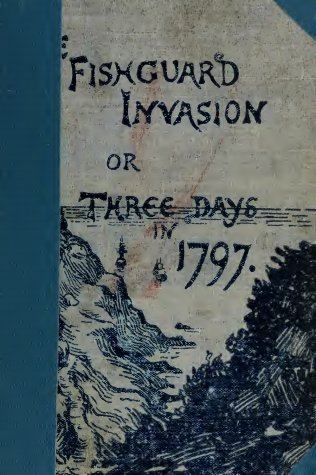 FISHGUARD
INVASION
OR
THREE DAYS
IN
1797.